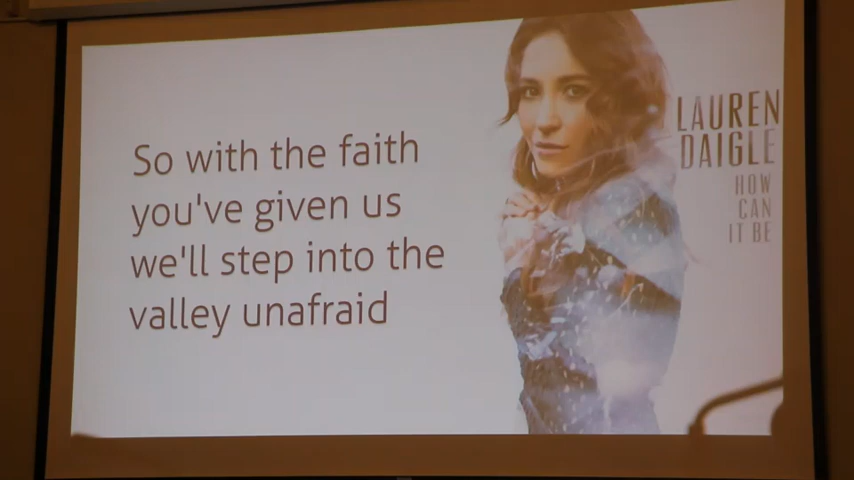 So with the faith
you've given us
we'll step into the
valley unafraid
LAUREN
DAIGLE
HOW
CAN
IT BE